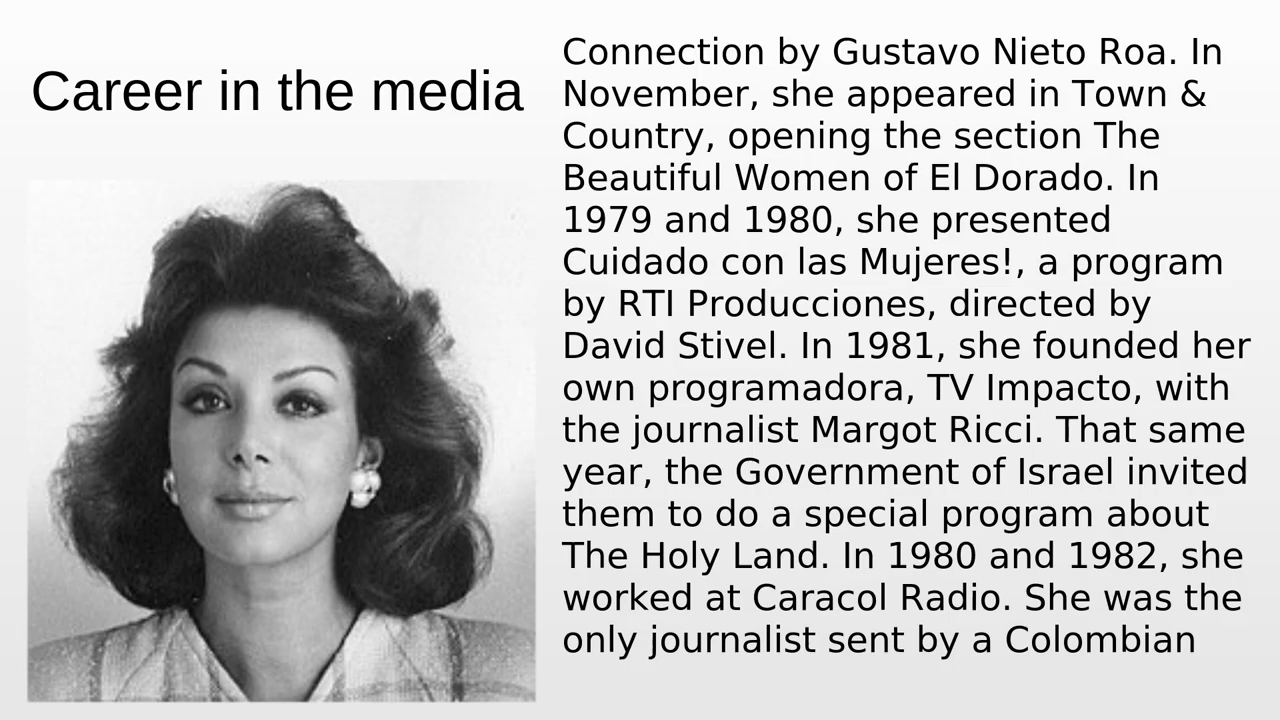 Career in the media
Connection by Gustavo Nieto Roa. In
November, she appeared in Town &
Country, opening the section The
Beautiful Women of El Dorado. In
1979 and 1980, she presented
Cuidado con las Mujeres!, a program
by RTI Producciones, directed by
David Stivel. In 1981, she founded her
own programadora, TV Impacto, with
the journalist Margot Ricci. That same
year, the Government of Israel invited
them to do a special program about
The Holy Land. In 1980 and 1982, she
worked at Caracol Radio. She was the
only journalist sent by a Colombian